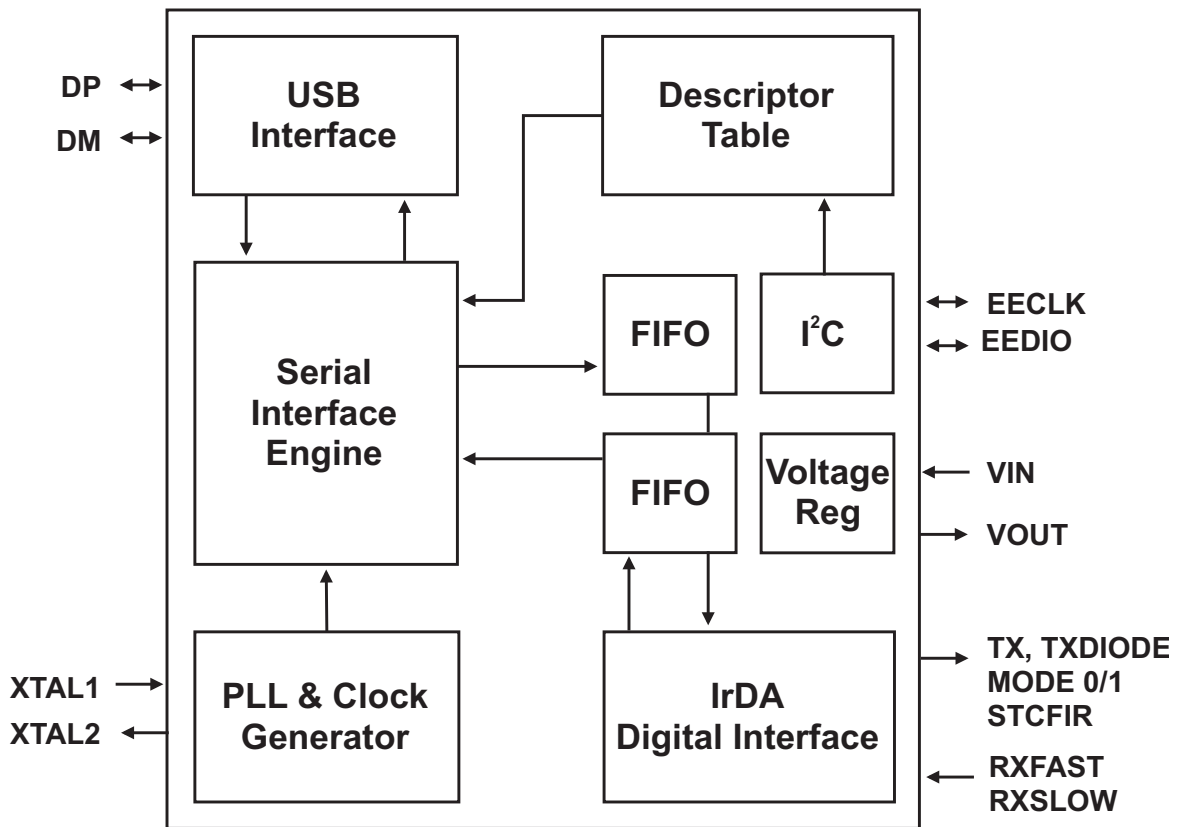 DP
DM
USB
Interface
Descriptor
Table
Serial
Interface
Engine
FIFO
I²C
EECLK
EEDIO
FIFO
Voltage
Reg
VIN
VOUT
XTAL1
XTAL2
PLL & Clock
Generator
IrDA
Digital Interface
TX, TXDIODE
MODE 0/1
STCFIR
RXFAST
RXSLOW